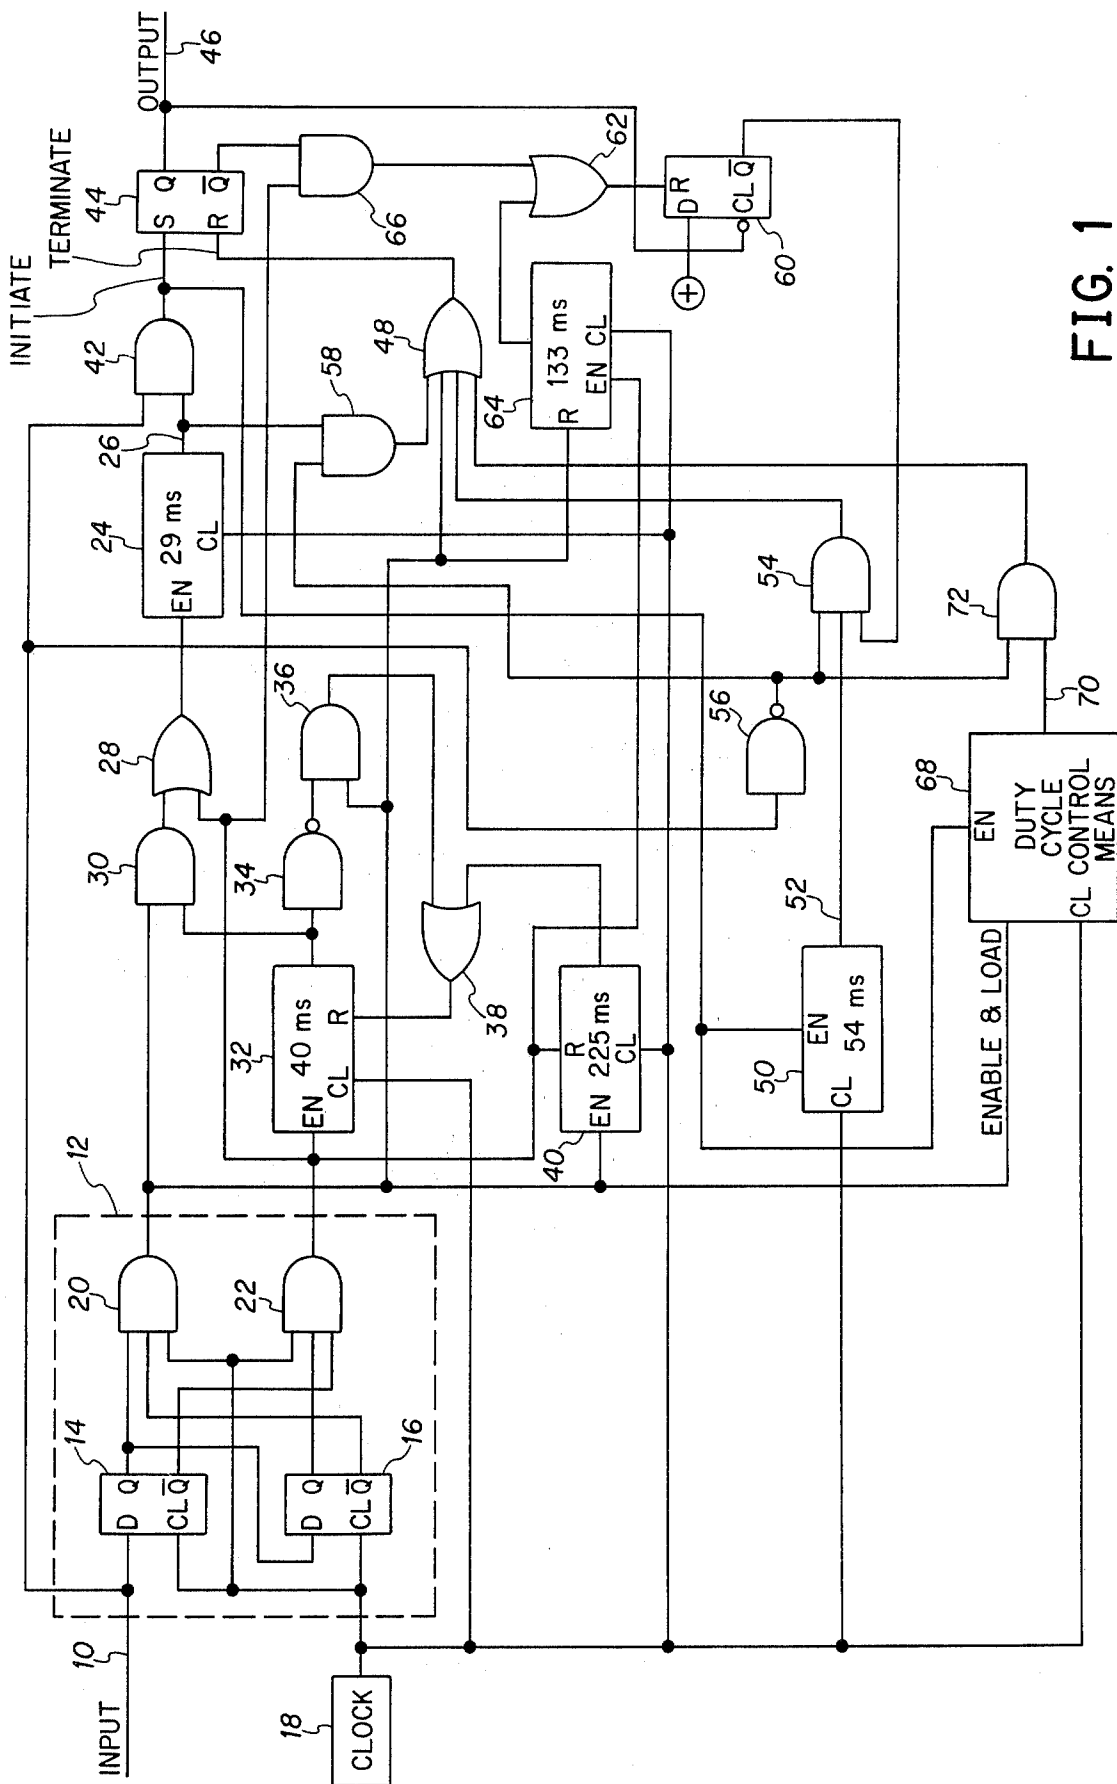 INPUT
10
12
14
D Q
CL Q̅
16
D Q
CL Q̅
18
CLOCK
20
22
24
EN 29 ms
CL
26
28
30
32
40 ms
EN
CL R
34
36
38
40
R
EN 225 ms
CL
42
INITIATE
TERMINATE
44
S Q
R Q̅
OUTPUT
46
48
50
EN
54 ms
CL
52
54
56
58
60
D R
CL Q̅
+
62
64
133 ms
R EN CL
66
68
EN
DUTY
CYCLE
CONTROL
CL MEANS
ENABLE & LOAD
70
72
FIG. 1